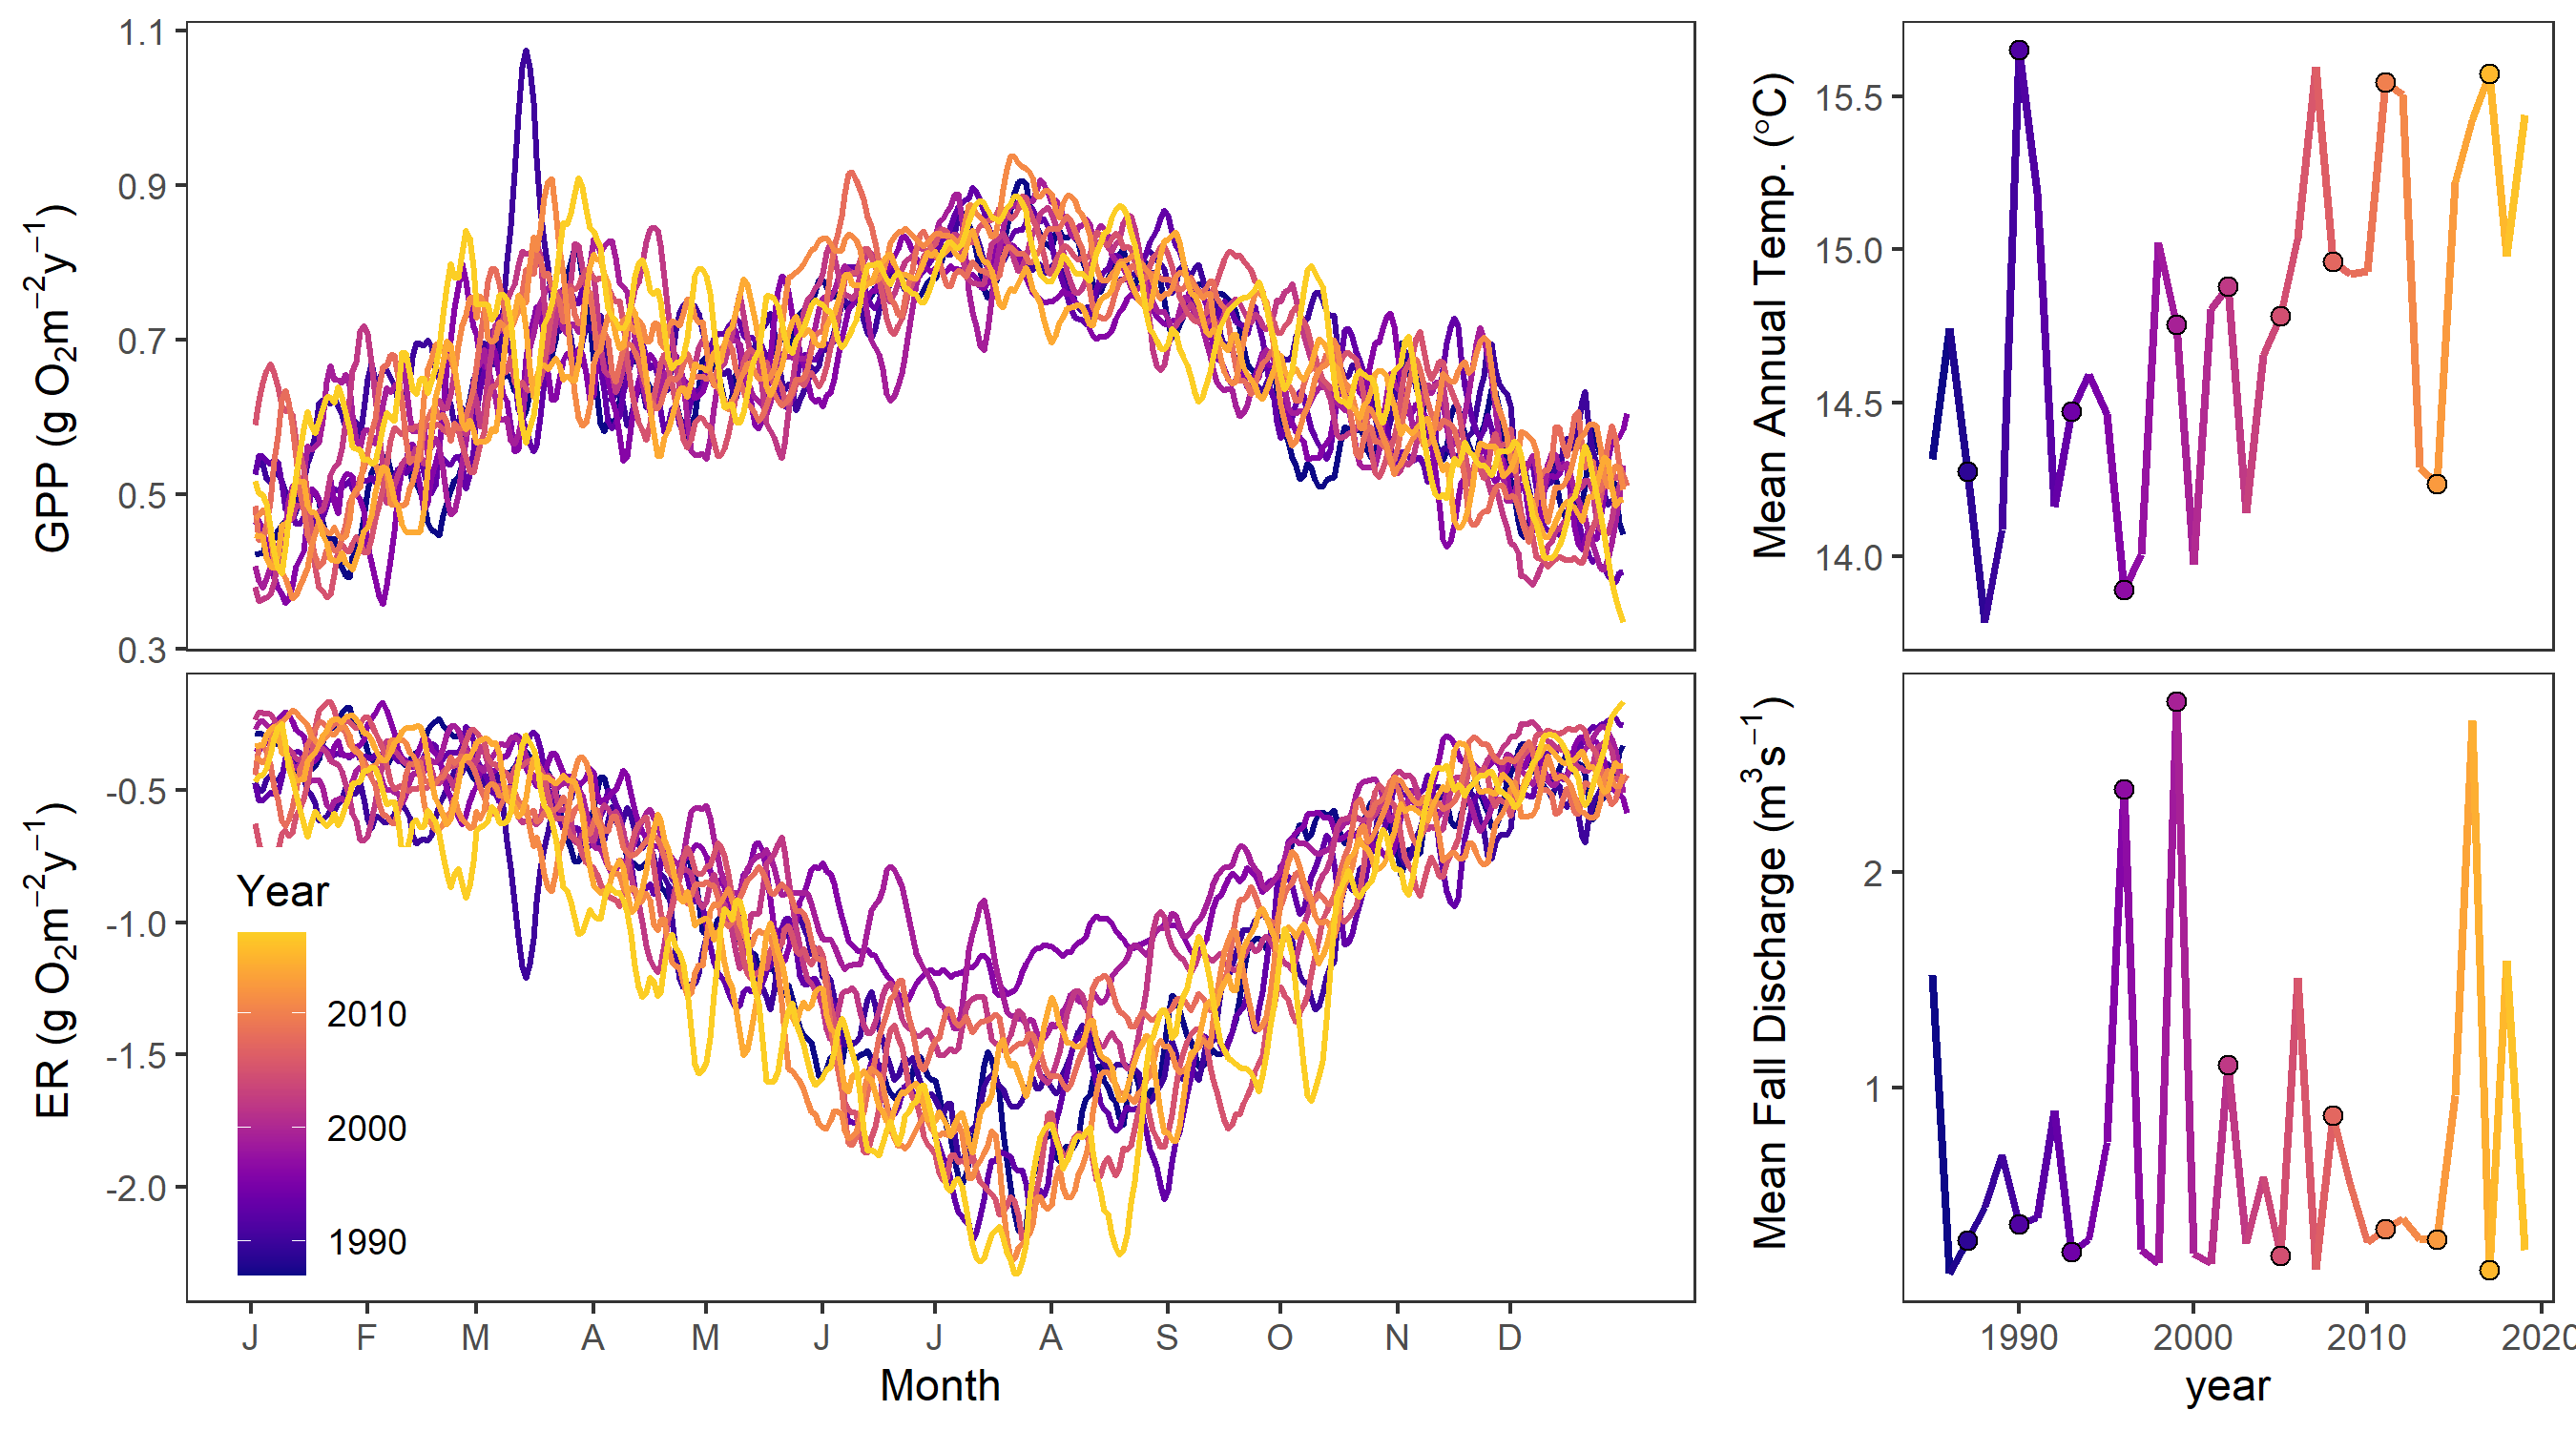 GPP (g O₂m⁻²y⁻¹)
1.1
0.9
0.7
0.5
0.3
Mean Annual Temp. (°C)
15.5
15.0
14.5
14.0
ER (g O₂m⁻²y⁻¹)
-0.5
-1.0
-1.5
-2.0
Year
2010
2000
1990
J F M A M J J A S O N D
Month
Mean Fall Discharge (m³s⁻¹)
2
1
1990 2000 2010 2020
year